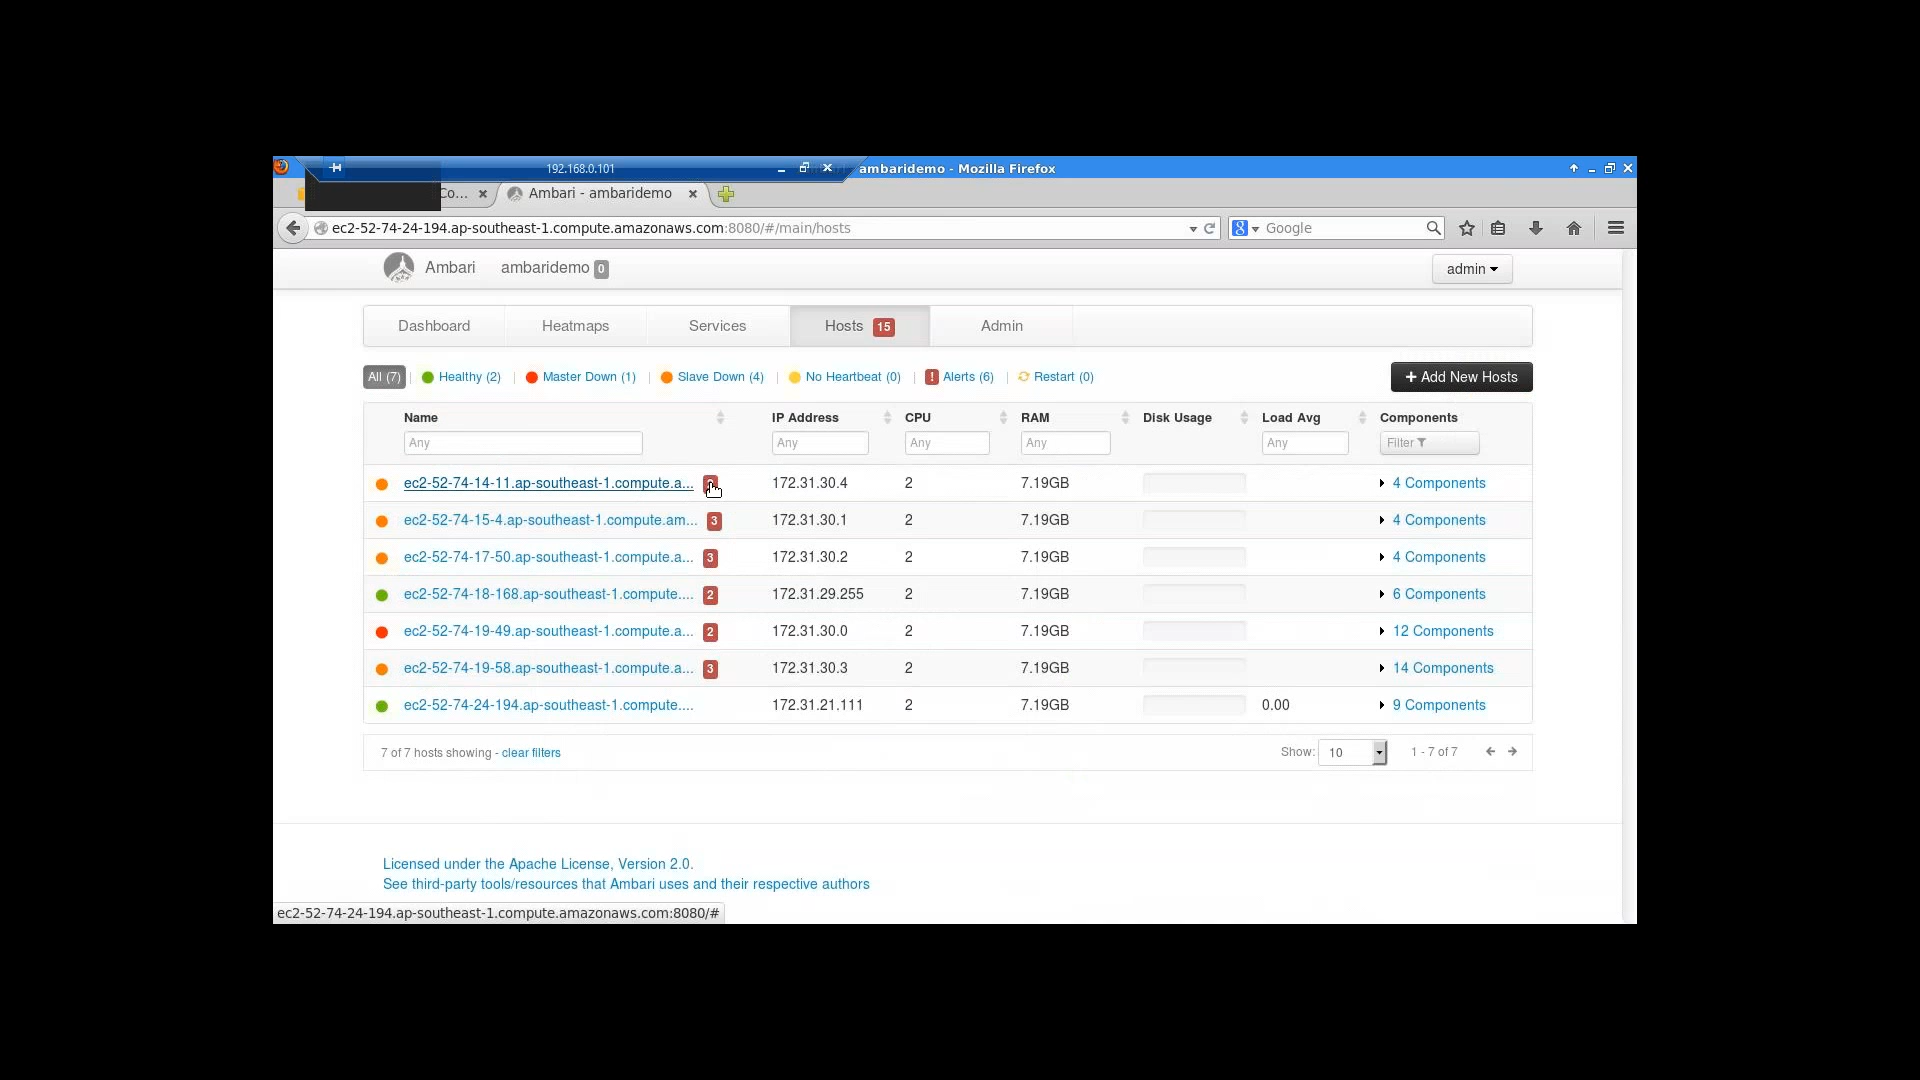 192.168.0.101
ambaridemo - Mozilla Firefox
Co...
Ambari - ambaridemo
ec2-52-74-24-194.ap-southeast-1.compute.amazonaws.com:8080/#/main/hosts
Google
Ambari ambaridemo 0
admin
Dashboard Heatmaps Services Hosts 15 Admin
All (7) Healthy (2) Master Down (1) Slave Down (4) No Heartbeat (0) Alerts (6) Restart (0)
+ Add New Hosts
Name IP Address CPU RAM Disk Usage Load Avg Components
Any Any Any Any Any Filter
ec2-52-74-14-11.ap-southeast-1.compute.a... 172.31.30.4 2 7.19GB 4 Components
ec2-52-74-15-4.ap-southeast-1.compute.am... 3 172.31.30.1 2 7.19GB 4 Components
ec2-52-74-17-50.ap-southeast-1.compute.a... 3 172.31.30.2 2 7.19GB 4 Components
ec2-52-74-18-168.ap-southeast-1.compute.... 2 172.31.29.255 2 7.19GB 6 Components
ec2-52-74-19-49.ap-southeast-1.compute.a... 2 172.31.30.0 2 7.19GB 12 Components
ec2-52-74-19-58.ap-southeast-1.compute.a... 3 172.31.30.3 2 7.19GB 14 Components
ec2-52-74-24-194.ap-southeast-1.compute.... 172.31.21.111 2 7.19GB 0.00 9 Components
7 of 7 hosts showing - clear filters
Show: 10 1 - 7 of 7
Licensed under the Apache License, Version 2.0.
See third-party tools/resources that Ambari uses and their respective authors
ec2-52-74-24-194.ap-southeast-1.compute.amazonaws.com:8080/#